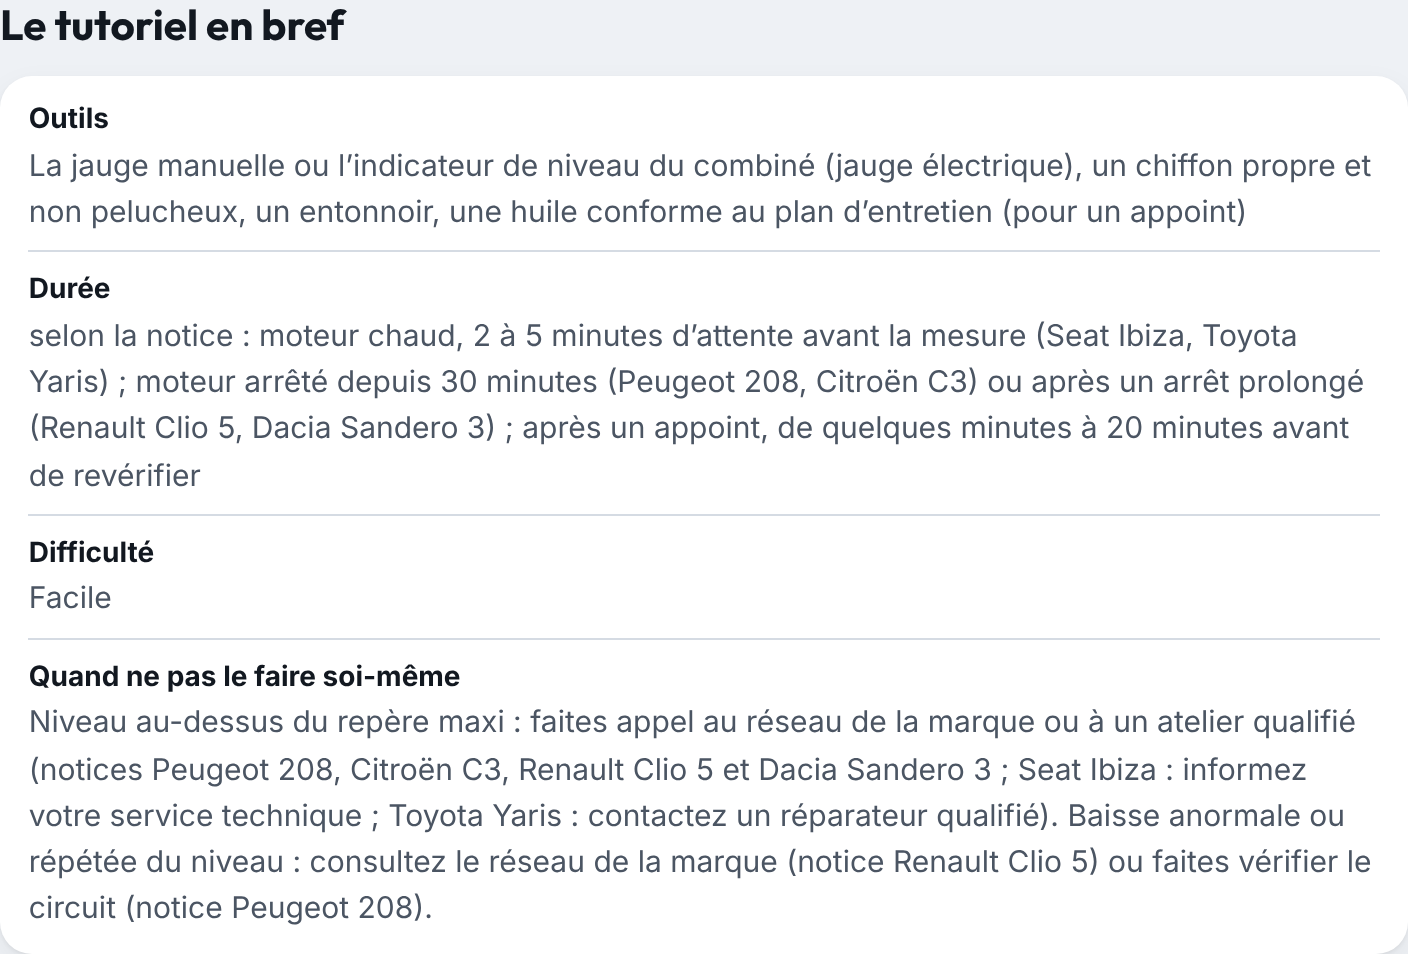 Le tutoriel en bref
Outils
La jauge manuelle ou l’indicateur de niveau du combiné (jauge électrique), un chiffon propre et
non pelucheux, un entonnoir, une huile conforme au plan d’entretien (pour un appoint)
Durée
selon la notice : moteur chaud, 2 à 5 minutes d’attente avant la mesure (Seat Ibiza, Toyota
Yaris) ; moteur arrêté depuis 30 minutes (Peugeot 208, Citroën C3) ou après un arrêt prolongé
(Renault Clio 5, Dacia Sandero 3) ; après un appoint, de quelques minutes à 20 minutes avant
de revérifier
Difficulté
Facile
Quand ne pas le faire soi-même
Niveau au-dessus du repère maxi : faites appel au réseau de la marque ou à un atelier qualifié
(notices Peugeot 208, Citroën C3, Renault Clio 5 et Dacia Sandero 3 ; Seat Ibiza : informez
votre service technique ; Toyota Yaris : contactez un réparateur qualifié). Baisse anormale ou
répétée du niveau : consultez le réseau de la marque (notice Renault Clio 5) ou faites vérifier le
circuit (notice Peugeot 208).